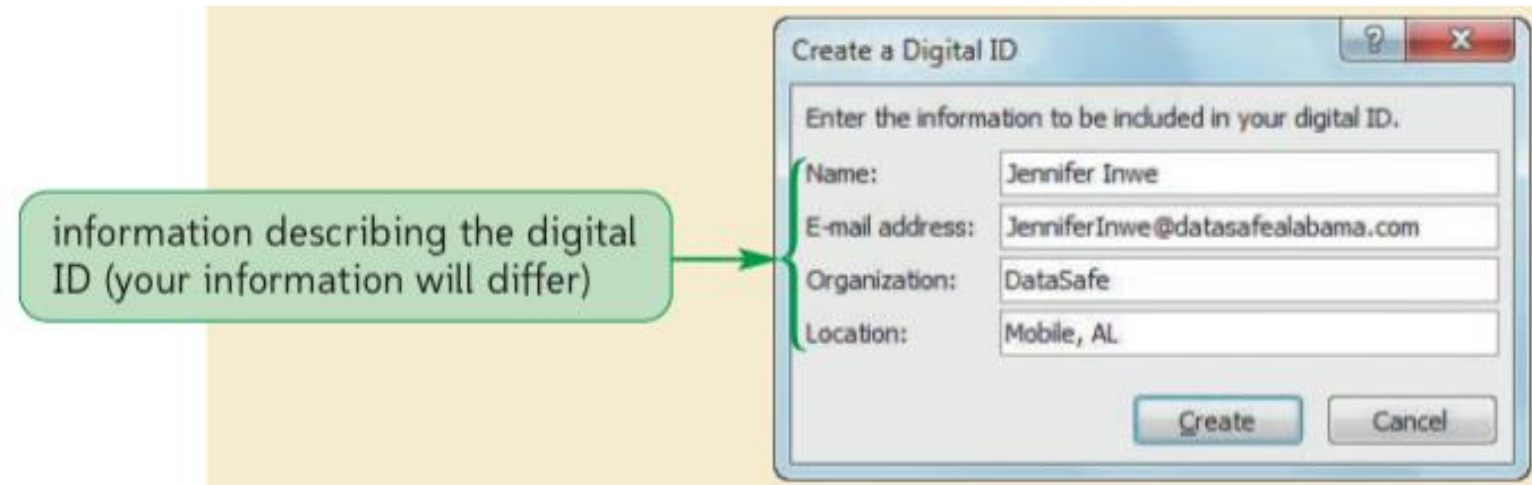 Create a Digital ID
Enter the information to be included in your digital ID.
Name: Jennifer Inwe
E-mail address: JenniferInwe@datasafealabama.com
Organization: DataSafe
Location: Mobile, AL
Create Cancel
information describing the digital
ID (your information will differ)